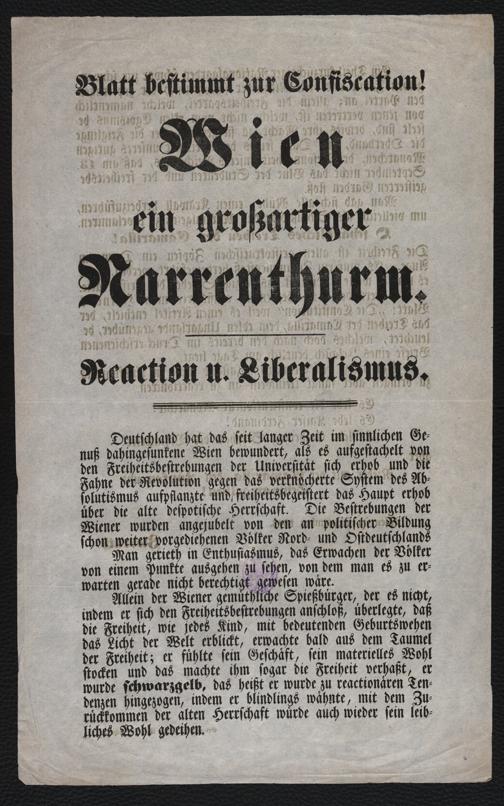 Blatt bestimmt zur Confiscation!
Wien
ein großartiger
Narrenthurm.
Reaction u. Liberalismus.
Deutschland hat das seit langer Zeit im sinnlichen Ge-
nuß dahingesunkene Wien bewundert, als es aufgestachelt von
den Freiheitsbestrebungen der Universität sich erhob und die
Fahne der Revolution gegen das verknöcherte System des Ab-
solutismus aufpflanzte und freiheitsbegeistert das Haupt erhob
über die alte despotische Herrschaft. Die Bestrebungen der
Wiener wurden angejubelt von den an politischer Bildung
schon weiter vorgediehenen Völker Nord- und Ostdeutschlands
Man gerieth in Enthusiasmus, das Erwachen der Völker
von einem Punkte ausgehen zu sehen, von dem man es zu er-
warten gerade nicht berechtigt gewesen wäre.
Allein der Wiener gemüthliche Spießbürger, der es nicht,
indem er sich den Freiheitsbestrebungen anschloß, überlegte, daß
die Freiheit, wie jedes Kind, mit bedeutenden Geburtswehen
das Licht der Welt erblickt, erwachte bald aus dem Taumel
der Freiheit; er fühlte sein Geschäft, sein materielles Wohl
stocken und das machte ihm sogar die Freiheit verhaßt, er
wurde schwarzgelb, das heißt er wurde zu reactionären Ten-
denzen hingezogen, indem er blindlings wähnte, mit dem Zu-
rückkommen der alten Herrschaft würde auch wieder sein leib-
liches Wohl gedeihen.